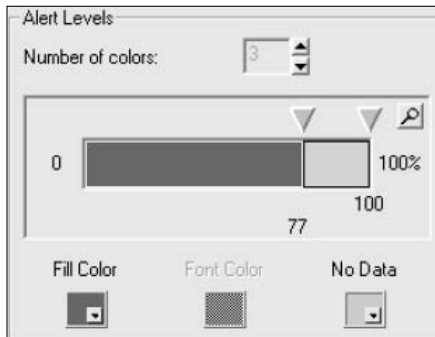 Alert Levels
Number of colors: 3
0 100%
100
77
Fill Color Font Color No Data